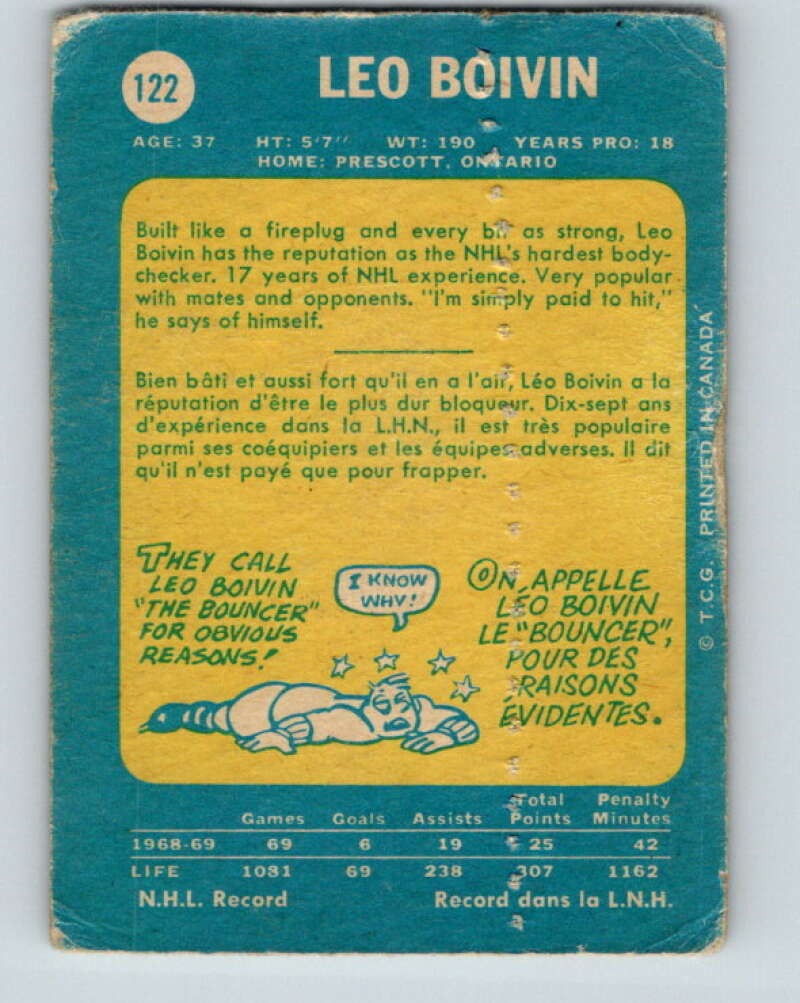 122
LEO BOIVIN
AGE: 37 HT: 5'7'' WT: 190 YEARS PRO: 18
HOME: PRESCOTT, ONTARIO
Built like a fireplug and every bit as strong, Leo
Boivin has the reputation as the NHL's hardest body-
checker. 17 years of NHL experience. Very popular
with mates and opponents. "I'm simply paid to hit,"
he says of himself.
Bien bâti et aussi fort qu'il en a l'air, Léo Boivin a la
réputation d'être le plus dur bloqueur. Dix-sept ans
d'expérience dans la L.H.N., il est très populaire
parmi ses coéquipiers et les équipes adverses. Il dit
qu'il n'est payé que pour frapper.
THEY CALL
LEO BOIVIN
"THE BOUNCER"
FOR OBVIOUS
REASONS!
I KNOW
WHY!
ON APPELLE
LÉO BOIVIN
LE "BOUNCER",
POUR DES
RAISONS
ÉVIDENTES.
© T.C.G. PRINTED IN CANADA
Games Goals Assists Total Points Penalty Minutes
1968-69 69 6 19 25 42
LIFE 1081 69 238 307 1162
N.H.L. Record Record dans la L.N.H.